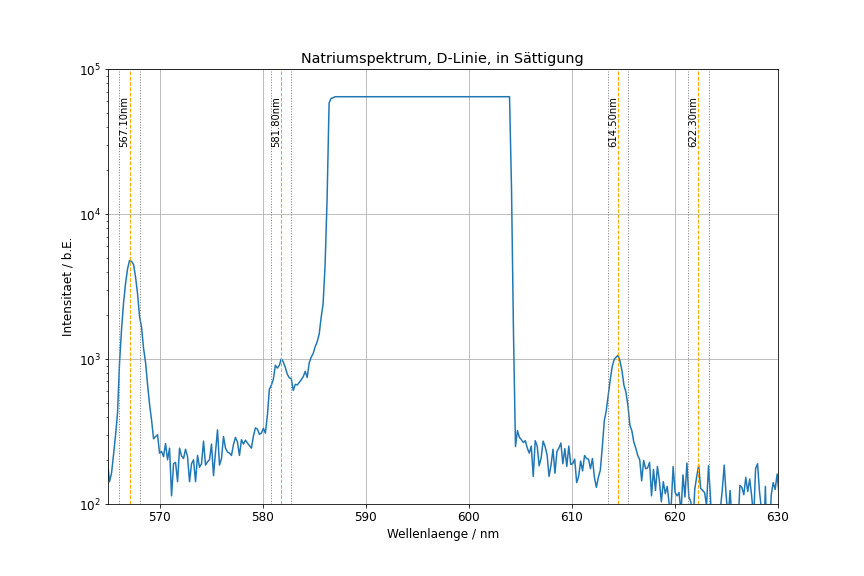 Natriumspektrum, D-Linie, in Sättigung
10^5
10^4
10^3
10^2
Intensitaet / b.E.
567.10nm
581.80nm
614.50nm
622.30nm
570 580 590 600 610 620 630
Wellenlaenge / nm